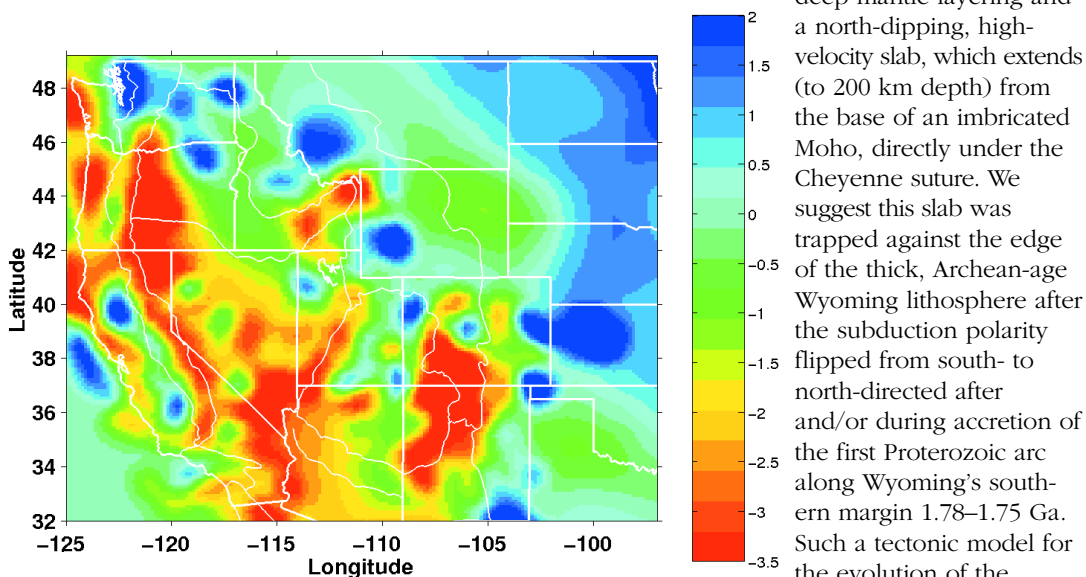 48
46
44
42
40
38
36
34
32
Latitude
−125
−120
−115
−110
−105
−100
Longitude
2
1.5
1
0.5
0
−0.5
−1
−1.5
−2
−2.5
−3
−3.5
deep mantle layering and
a north-dipping, high-
velocity slab, which extends
(to 200 km depth) from
the base of an imbricated
Moho, directly under the
Cheyenne suture. We
suggest this slab was
trapped against the edge
of the thick, Archean-age
Wyoming lithosphere after
the subduction polarity
flipped from south- to
north-directed after
and/or during accretion of
the first Proterozoic arc
along Wyoming's south-
ern margin 1.78–1.75 Ga.
Such a tectonic model for
the evolution of the